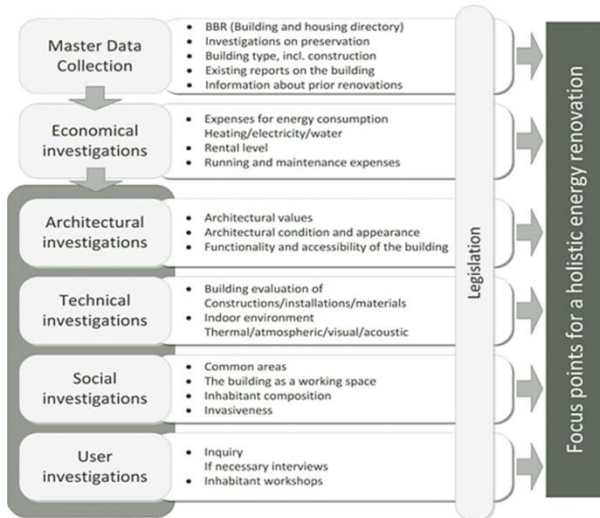 Master Data
Collection
• BBR (Building and housing directory)
• Investigations on preservation
• Building type, incl. construction
• Existing reports on the building
• Information about prior renovations
Economical
investigations
• Expenses for energy consumption
Heating/electricity/water
• Rental level
• Running and maintenance expenses
Architectural
investigations
• Architectural values
• Architectural condition and appearance
• Functionality and accessibility of the building
Technical
investigations
• Building evaluation of
Constructions/installations/materials
• Indoor environment
Thermal/atmospheric/visual/acoustic
Social
investigations
• Common areas
• The building as a working space
• Inhabitant composition
• Invasiveness
User
investigations
• Inquiry
If necessary interviews
• Inhabitant workshops
Legislation
Focus points for a holistic energy renovation